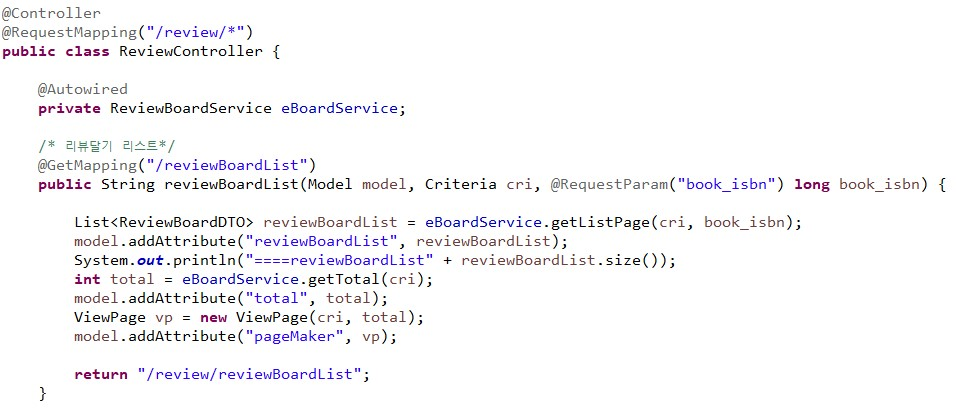 @Controller
@RequestMapping("/review/*")
public class ReviewController {
@Autowired
private ReviewBoardService eBoardService;
/* 리뷰달기 리스트*/
@GetMapping("/reviewBoardList")
public String reviewBoardList(Model model, Criteria cri, @RequestParam("book_isbn") long book_isbn) {
List<ReviewBoardDTO> reviewBoardList = eBoardService.getListPage(cri, book_isbn);
model.addAttribute("reviewBoardList", reviewBoardList);
System.out.println("====reviewBoardList" + reviewBoardList.size());
int total = eBoardService.getTotal(cri);
model.addAttribute("total", total);
ViewPage vp = new ViewPage(cri, total);
model.addAttribute("pageMaker", vp);
return "/review/reviewBoardList";
}